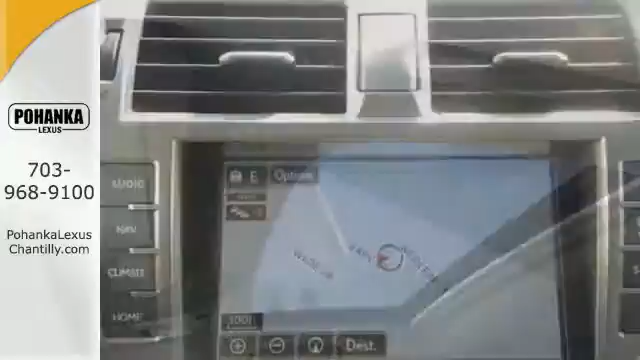 POHANKA
LEXUS
703-
968-9100
PohankaLexus
Chantilly.com
AUDIO
NAV
CLIMATE
HOME
E Options
Dest.